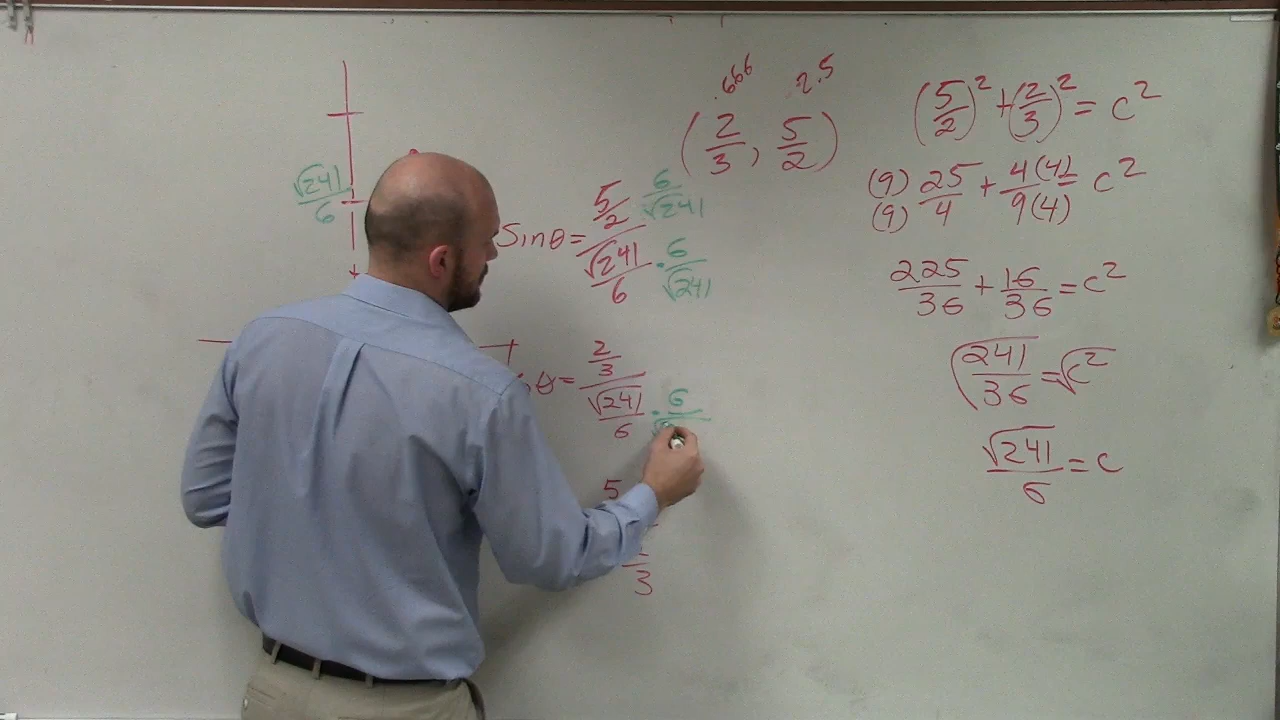 .666 2.5
(2/3, 5/2)
√241/6
Sinθ = (5/2)/(√241/6) 6/√241 · 6/√241
θ = (2/3)/(√241/6) · 6/√
5
3
(5/2)² + (2/3)² = c²
(9)/(9) 25/4 + 4(4)/9(4) = c²
225/36 + 16/36 = c²
√241/36 = √c²
√241/6 = c